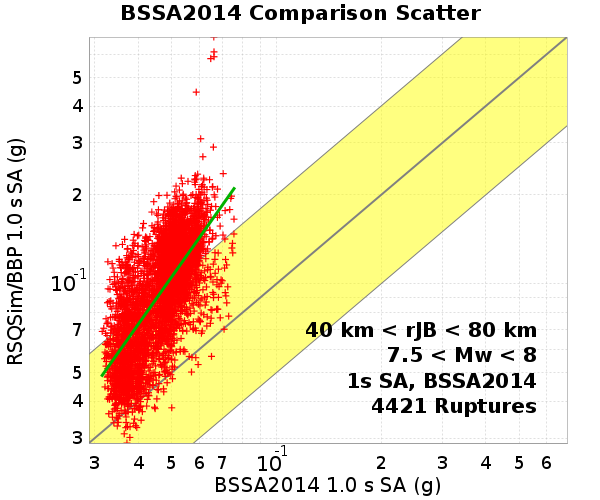 BSSA2014 Comparison Scatter
RSQSim/BBP 1.0 s SA (g)
5
4
3
2
10-1
7
5
4
3
40 km < rJB < 80 km
7.5 < Mw < 8
1s SA, BSSA2014
4421 Ruptures
3 4 5 6 7 10-1 2 3 4 5 6
BSSA2014 1.0 s SA (g)